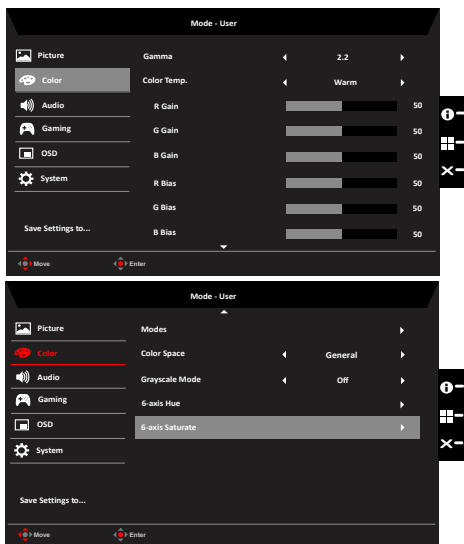 Mode - User
Picture
Gamma 2.2
Color
Color Temp. Warm
Audio
R Gain 50
Gaming
G Gain 50
OSD
B Gain 50
System
R Bias 50
G Bias 50
Save Settings to...
B Bias 50
Move Enter
Mode - User
Picture
Modes
Color
Color Space General
Audio
Grayscale Mode Off
Gaming
6-axis Hue
OSD
6-axis Saturate
System
Save Settings to...
Move Enter